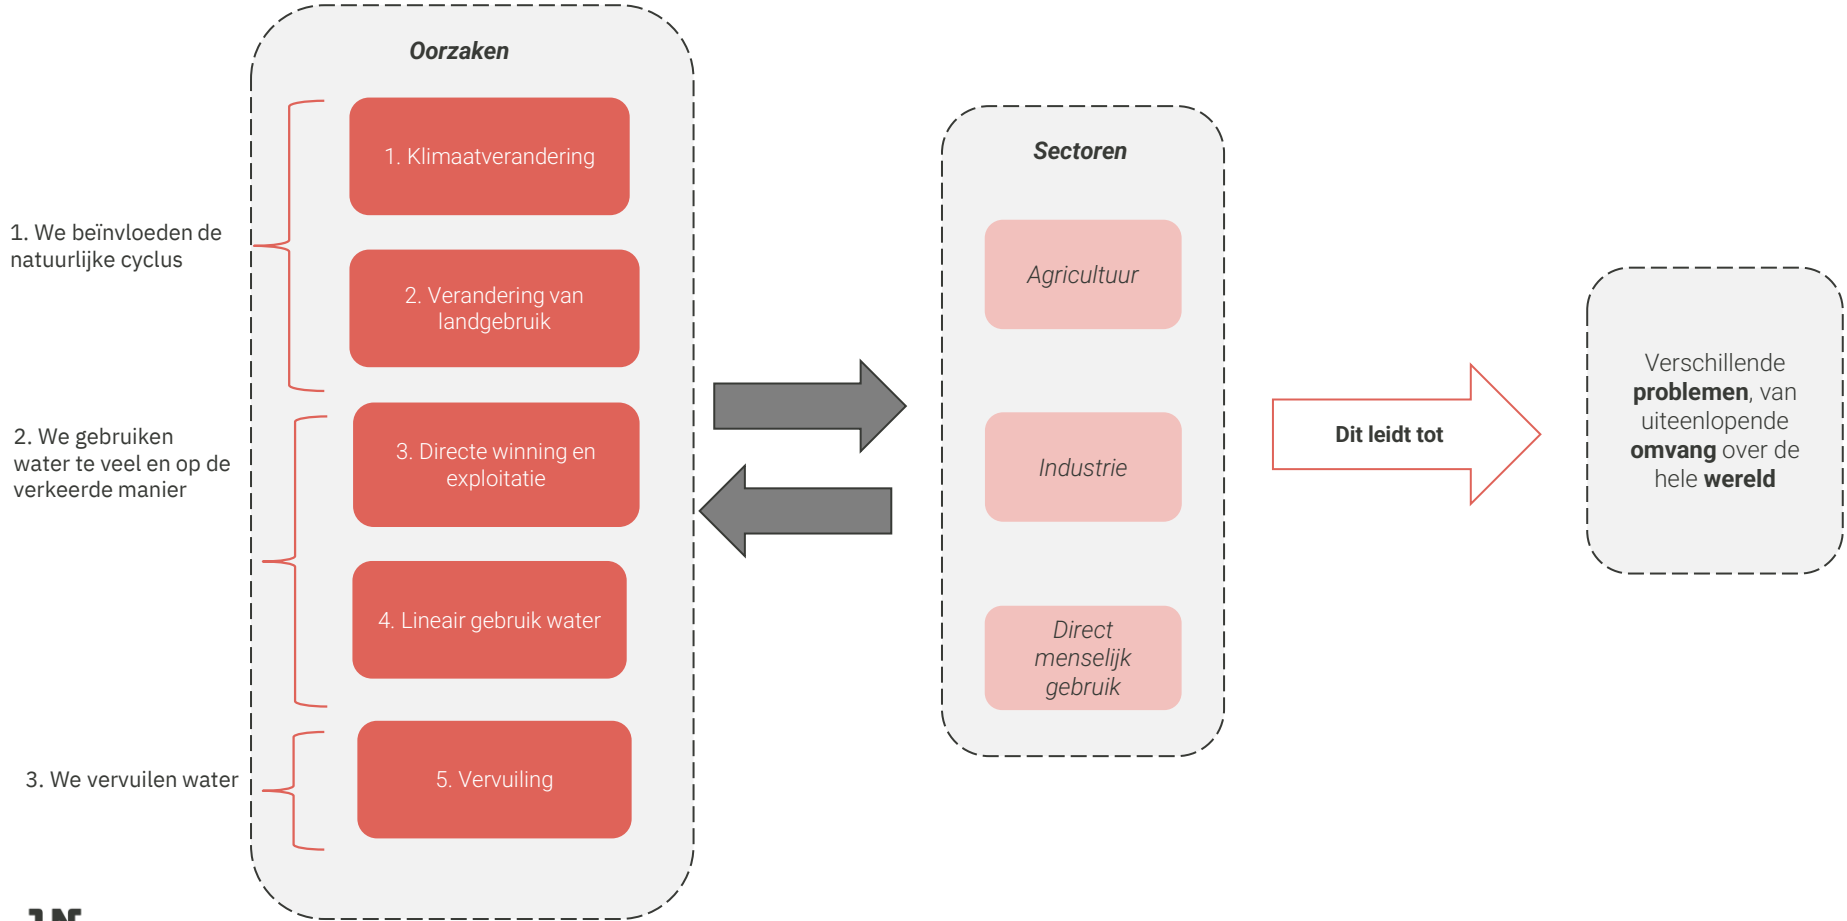 Oorzaken
1. We beïnvloeden de
natuurlijke cyclus
1. Klimaatverandering
2. Verandering van
landgebruik
2. We gebruiken
water te veel en op de
verkeerde manier
3. Directe winning en
exploitatie
4. Lineair gebruik water
3. We vervuilen water
5. Vervuiling
Sectoren
Agricultuur
Industrie
Direct
menselijk
gebruik
Dit leidt tot
Verschillende
problemen, van
uiteenlopende
omvang over de
hele wereld